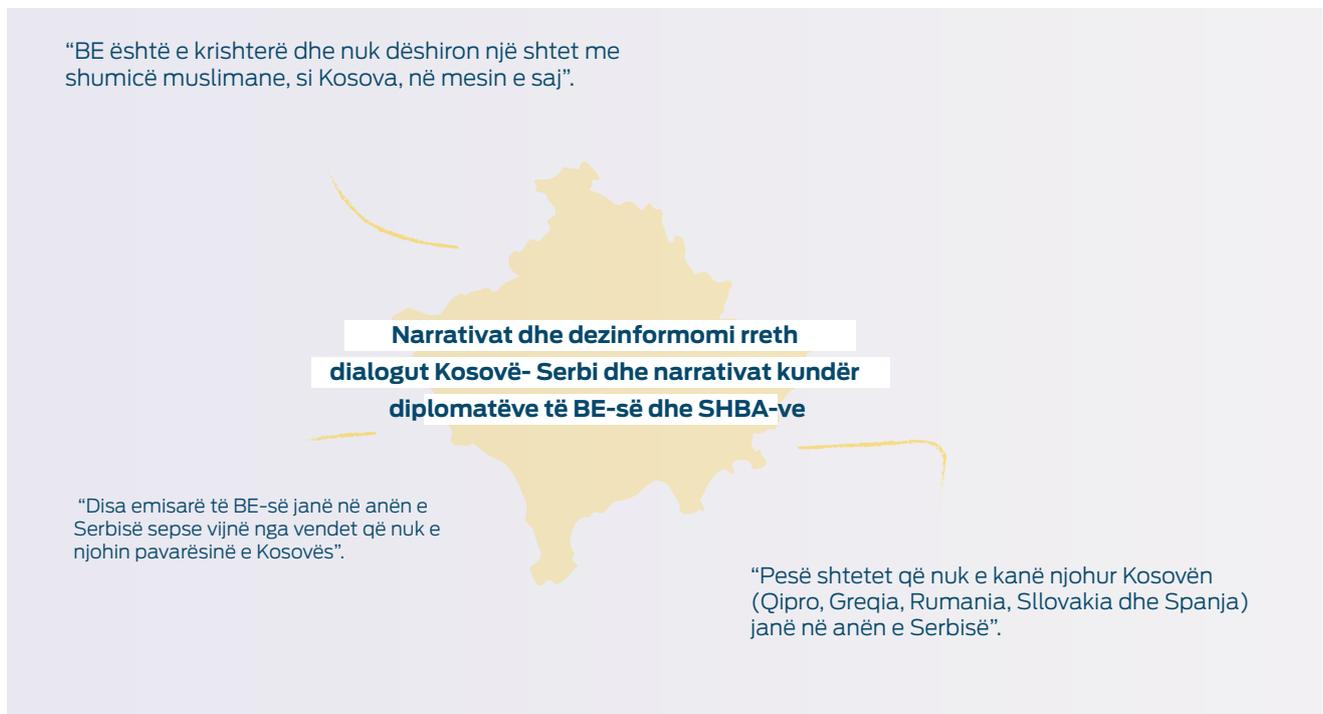 “BE është e krishterë dhe nuk dëshiron një shtet me
shumicë muslimane, si Kosova, në mesin e saj”.
Narrativat dhe dezinformomi rreth
dialogut Kosovë- Serbi dhe narrativat kundër
diplomatëve të BE-së dhe SHBA-ve
“Disa emisarë të BE-së janë në anën e
Serbisë sepse vijnë nga vendet që nuk e
njohin pavarësinë e Kosovës”.
“Pesë shtetet që nuk e kanë njohur Kosovën
(Qipro, Greqia, Rumania, Sllovakia dhe Spanja)
janë në anën e Serbisë”.